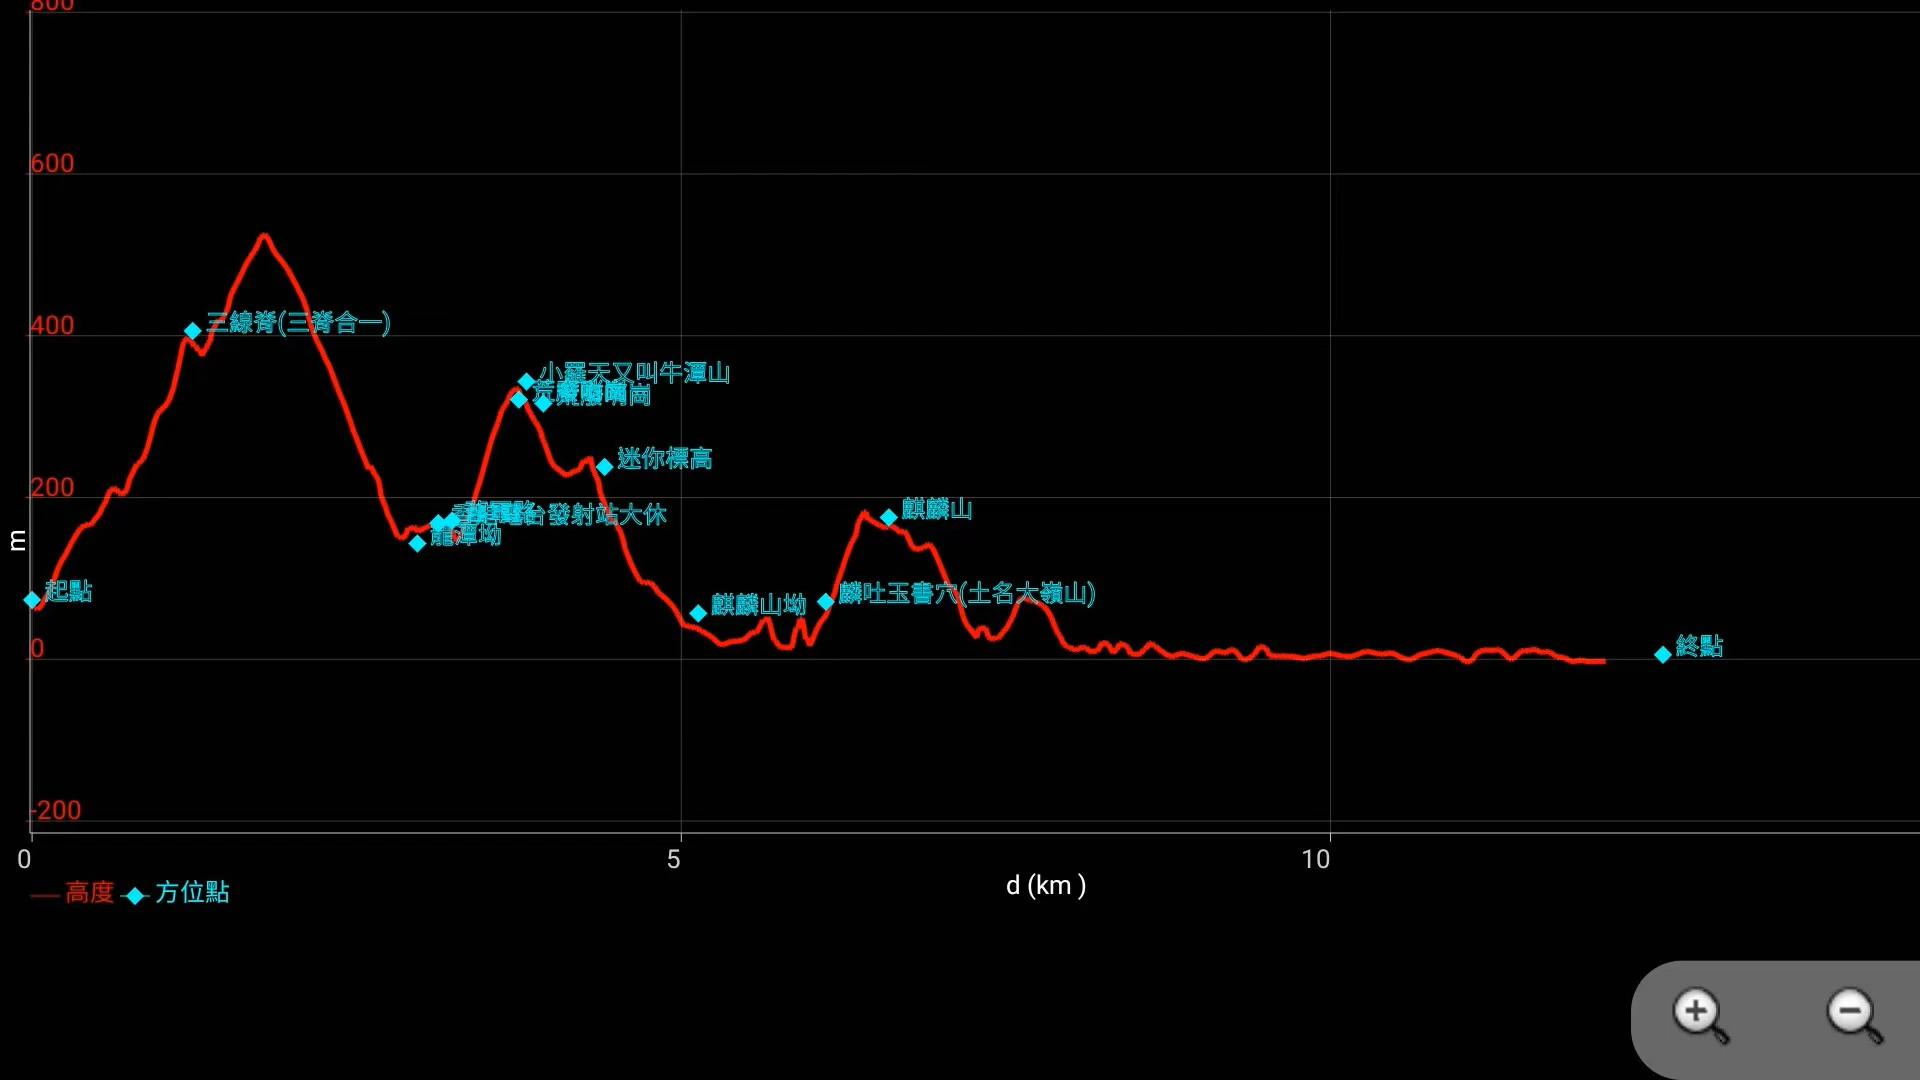 800
600
三線脊(三脊合一)
400
小羅天又叫牛潭山
迷你標高
200
麒麟山
台發射站大休
龍潭坳
起點
麒麟山坳
麟吐玉書穴(土名大嶺山)
0
終點
m
-200
0
5
10
d (km )
高度
方位點